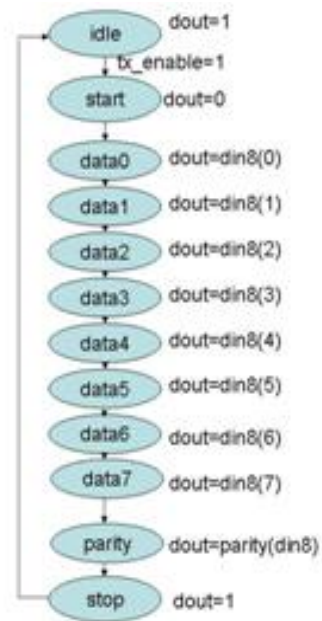 idle dout=1
tx_enable=1
start dout=0
data0 dout=din8(0)
data1 dout=din8(1)
data2 dout=din8(2)
data3 dout=din8(3)
data4 dout=din8(4)
data5 dout=din8(5)
data6 dout=din8(6)
data7 dout=din8(7)
parity dout=parity(din8)
stop dout=1